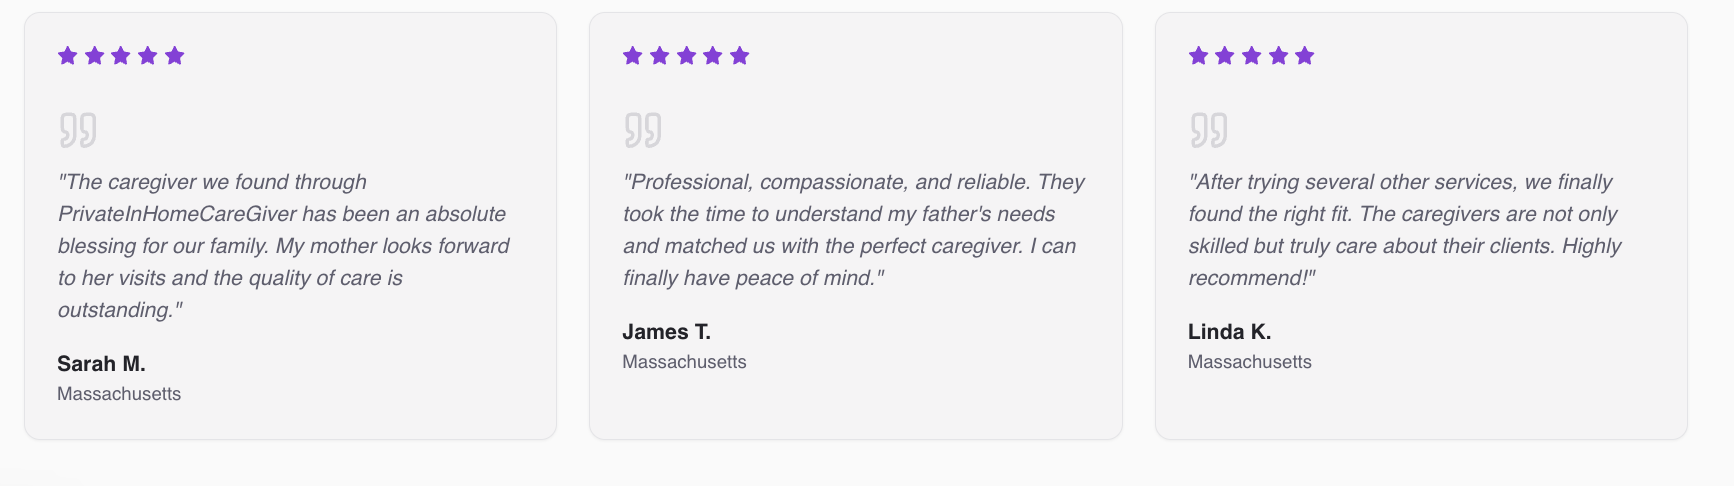 "The caregiver we found through
PrivateInHomeCareGiver has been an absolute
blessing for our family. My mother looks forward
to her visits and the quality of care is
outstanding."
Sarah M.
Massachusetts
"Professional, compassionate, and reliable. They
took the time to understand my father's needs
and matched us with the perfect caregiver. I can
finally have peace of mind."
James T.
Massachusetts
"After trying several other services, we finally
found the right fit. The caregivers are not only
skilled but truly care about their clients. Highly
recommend!"
Linda K.
Massachusetts